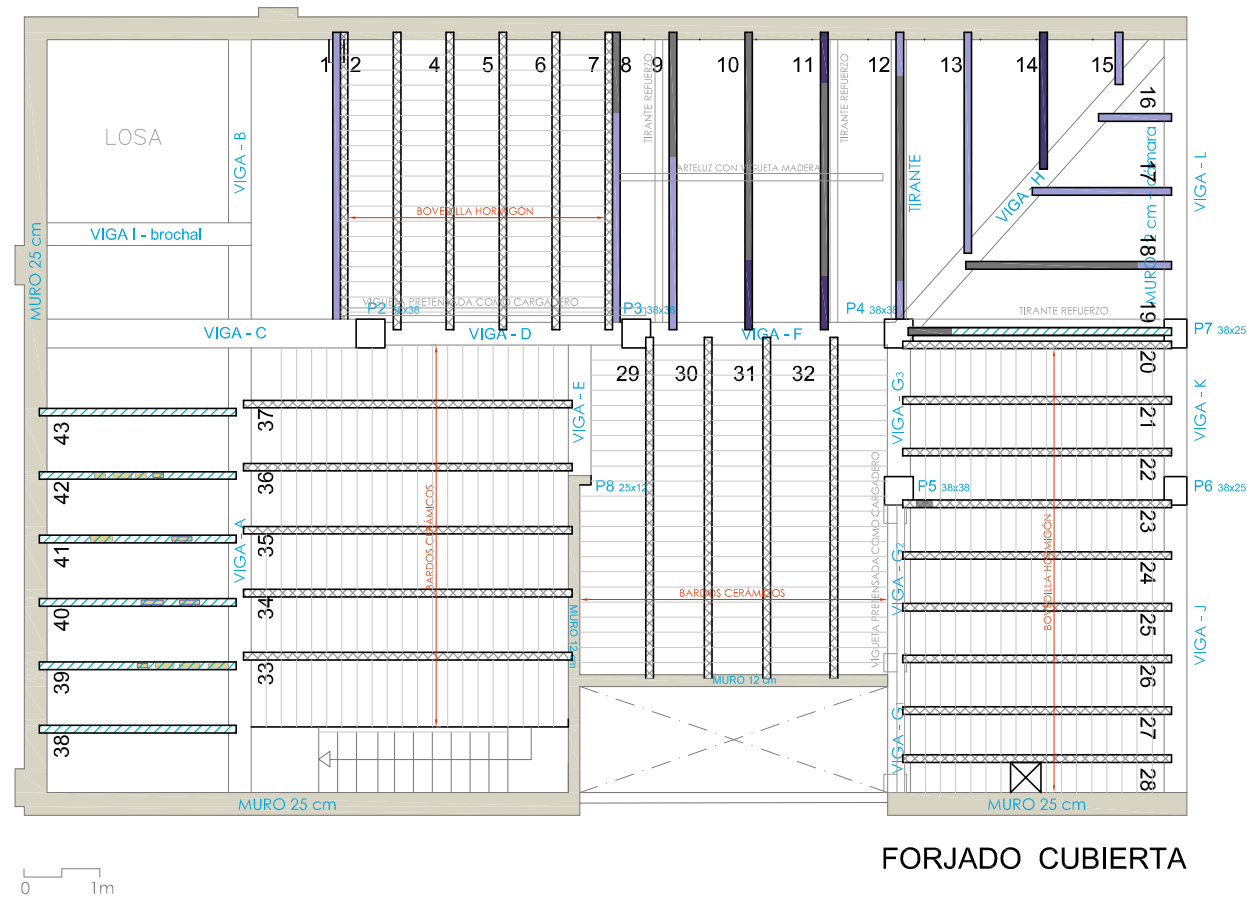 1
2
4
5
6
7
8
9
10
11
12
13
14
15
16
LOSA
VIGA - B
TIRANTE REFUERZO
TIRANTE REFUERZO
TIRANTE
ARTELUZ CON VIGUETA MADERA
VIGA - H
17
VIGA - L
BOVEDILLA HORMIGÓN
VIGA I - brochal
MURO 25 cm
18
VIGUETA PRETENSADA COMO CARGADERO
P2
P3 38x38
P4 38x38
TIRANTE REFUERZO
19
VIGA - C
VIGA - D
VIGA - F
P7 38x25
20
29
30
31
32
VIGA - E
VIGA - G3
VIGA - K
43
37
21
42
36
22
BARDOS CERÁMICOS
P8 25x12
P5 38x38
P6 38x25
VIGUETA PRETENSADA COMO CARGADERO
23
41
VIGA - A
35
VIGA - G2
BOVEDILLA HORMIGÓN
24
40
34
BARDOS CERÁMICOS
25
VIGA - J
MURO 12 cm
39
33
26
MURO 12 cm
38
27
28
MURO 25 cm
MURO 25 cm
FORJADO CUBIERTA
0
1m